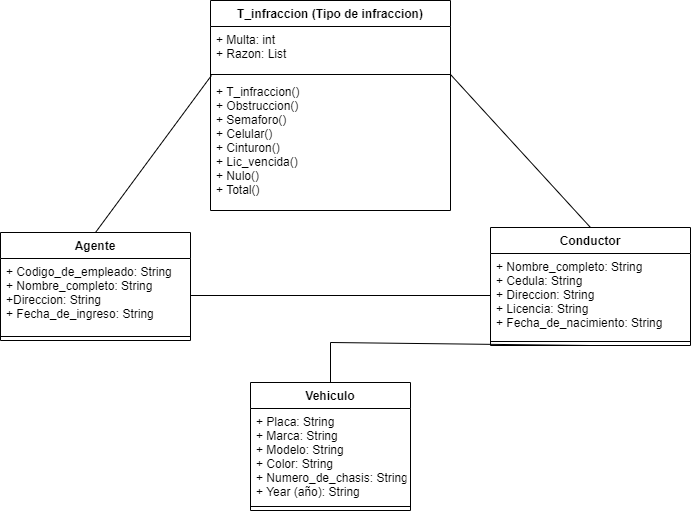 T_infraccion (Tipo de infraccion)
+ Multa: int
+ Razon: List
+ T_infraccion()
+ Obstruccion()
+ Semaforo()
+ Celular()
+ Cinturon()
+ Lic_vencida()
+ Nulo()
+ Total()
Agente
+ Codigo_de_empleado: String
+ Nombre_completo: String
+Direccion: String
+ Fecha_de_ingreso: String
Conductor
+ Nombre_completo: String
+ Cedula: String
+ Direccion: String
+ Licencia: String
+ Fecha_de_nacimiento: String
Vehiculo
+ Placa: String
+ Marca: String
+ Modelo: String
+ Color: String
+ Numero_de_chasis: String
+ Year (año): String